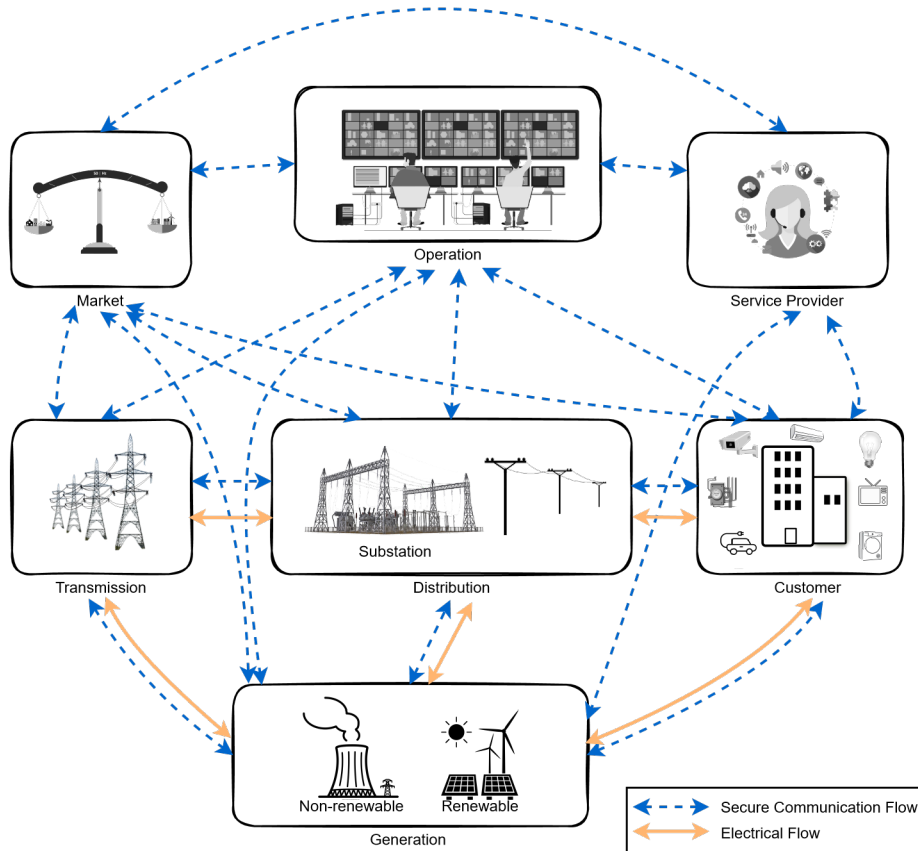 Operation
Market
Service Provider
Substation
Transmission
Distribution
Customer
Non-renewable
Renewable
Generation
Secure Communication Flow
Electrical Flow